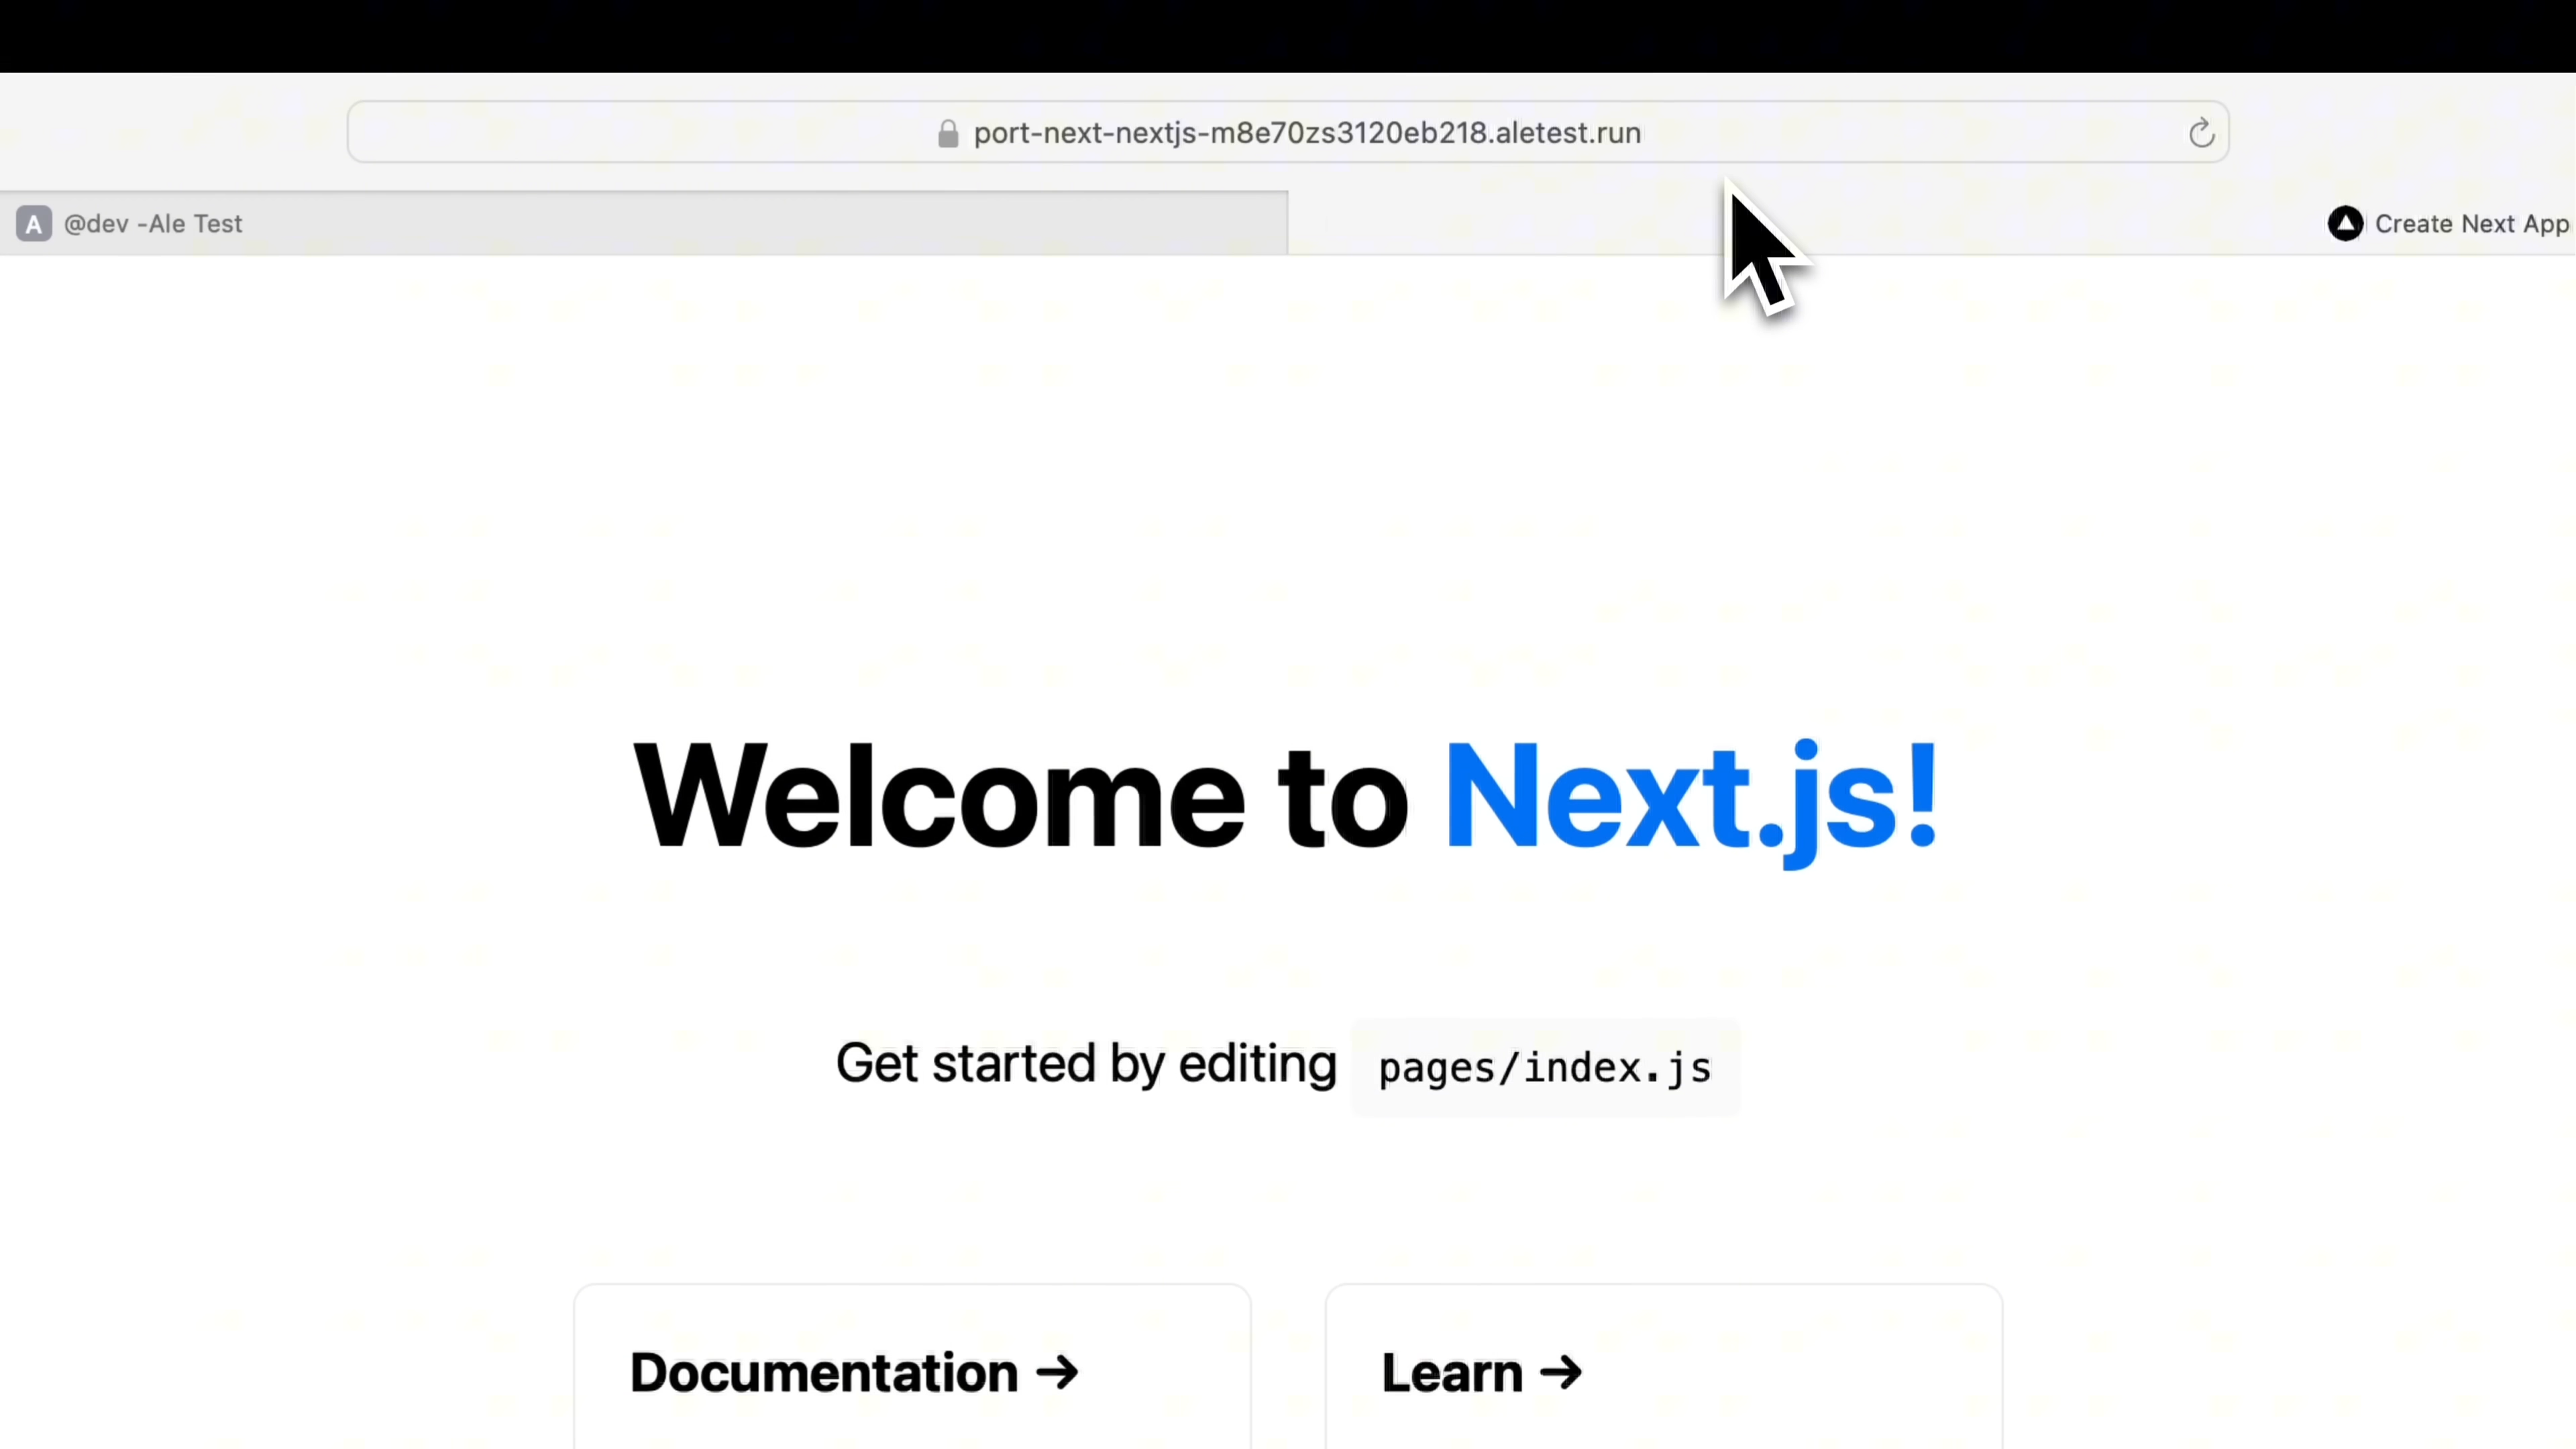 port-next-nextjs-m8e70zs3120eb218.aletest.run
A @dev -Ale Test
Create Next App
Welcome to Next.js!
Get started by editing pages/index.js
Documentation →
Learn →